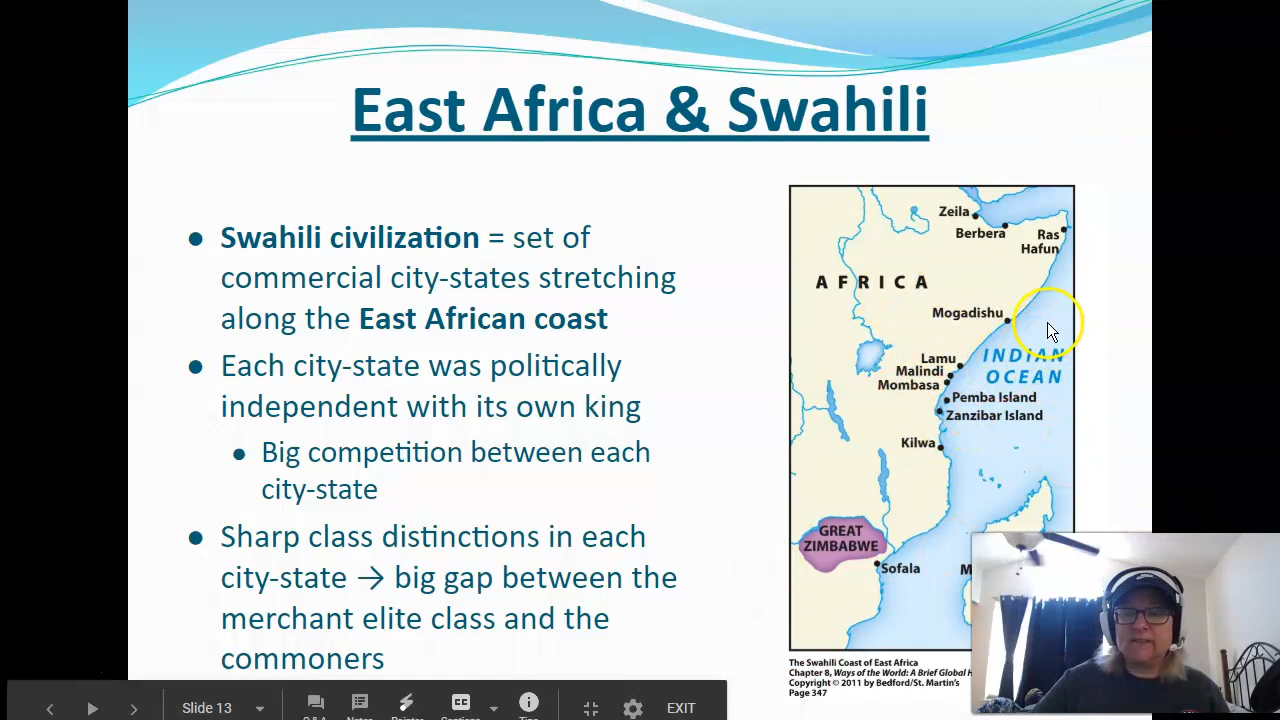 East Africa & Swahili
● Swahili civilization = set of
commercial city-states stretching
along the East African coast
● Each city-state was politically
independent with its own king
● Big competition between each
city-state
● Sharp class distinctions in each
city-state → big gap between the
merchant elite class and the
commoners
Zeila
Berbera
Ras
Hafun
AFRICA
Mogadishu
INDIAN
OCEAN
Lamu
Malindi
Mombasa
Pemba Island
Zanzibar Island
Kilwa
GREAT
ZIMBABWE
Sofala
M
The Swahili Coast of East Africa
Chapter 8, Ways of the World: A Brief Global H
Copyright © 2011 by Bedford/St. Martin's
Page 347
Slide 13
EXIT